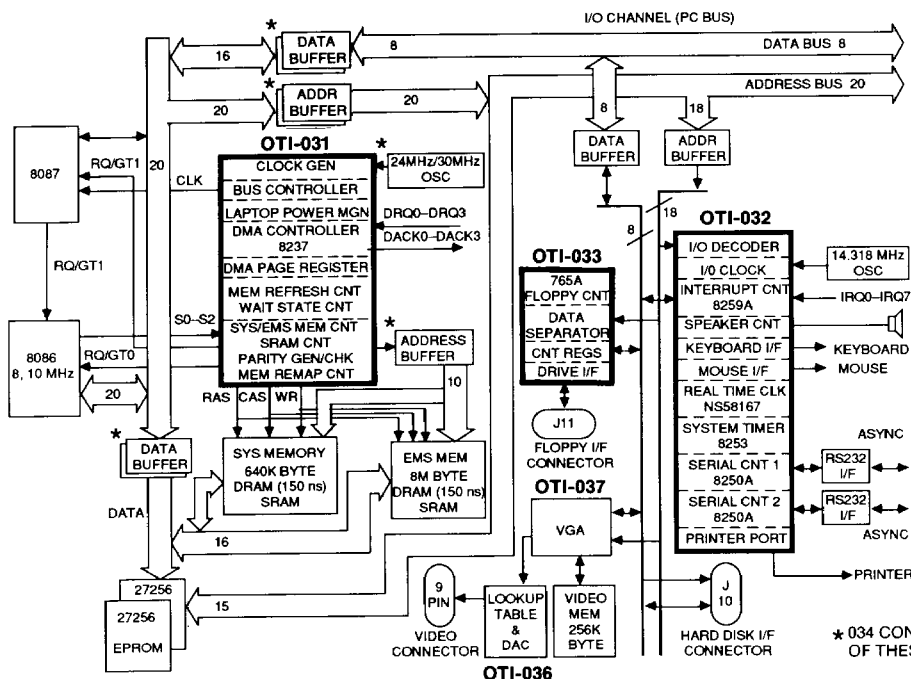 I/O CHANNEL (PC BUS)
*
DATA
BUFFER
16
8
DATA BUS 8
*
ADDR
BUFFER
20
20
ADDRESS BUS 20
8
18
DATA
BUFFER
ADDR
BUFFER
8
18
8087
RQ/GT1
CLK
20
RQ/GT1
8086
8, 10 MHz
S0–S2
RQ/GT0
20
OTI-031
CLOCK GEN
BUS CONTROLLER
LAPTOP POWER MGN
DMA CONTROLLER
8237
DMA PAGE REGISTER
MEM REFRESH CNT
WAIT STATE CNT
SYS/EMS MEM CNT
SRAM CNT
PARITY GEN/CHK
MEM REMAP CNT
*
24MHz/30MHz
OSC
DRQ0–DRQ3
DACK0–DACK3
*
ADDRESS
BUFFER
10
RAS CAS WR
*
DATA
BUFFER
DATA
SYS MEMORY
640K BYTE
DRAM (150 ns)
SRAM
EMS MEM
8M BYTE
DRAM (150 ns)
SRAM
16
15
27256
27256
EPROM
OTI-033
765A
FLOPPY CNT
DATA
SEPARATOR
CNT REGS
DRIVE I/F
J11
FLOPPY I/F
CONNECTOR
OTI-037
VGA
9
PIN
VIDEO
CONNECTOR
LOOKUP
TABLE
&
DAC
VIDEO
MEM
256K
BYTE
OTI-036
OTI-032
I/O DECODER
I/0 CLOCK
INTERRUPT CNT
8259A
SPEAKER CNT
KEYBOARD I/F
MOUSE I/F
REAL TIME CLK
NS58167
SYSTEM TIMER
8253
SERIAL CNT 1
8250A
SERIAL CNT 2
8250A
PRINTER PORT
14.318 MHz
OSC
IRQ0–IRQ7
KEYBOARD
MOUSE
ASYNC
RS232
I/F
RS232
I/F
ASYNC
PRINTER
J
10
HARD DISK I/F
CONNECTOR
* 034 CON
OF THES